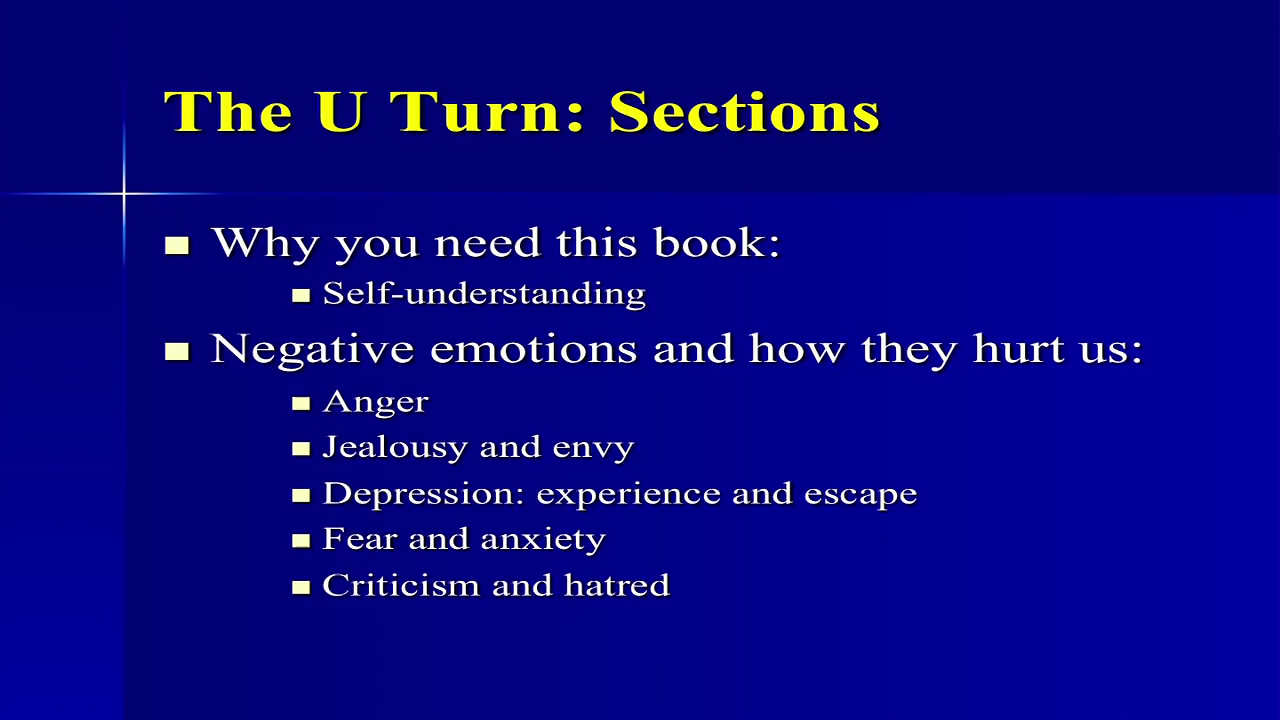 The U Turn: Sections
Why you need this book:
Self-understanding
Negative emotions and how they hurt us:
Anger
Jealousy and envy
Depression: experience and escape
Fear and anxiety
Criticism and hatred